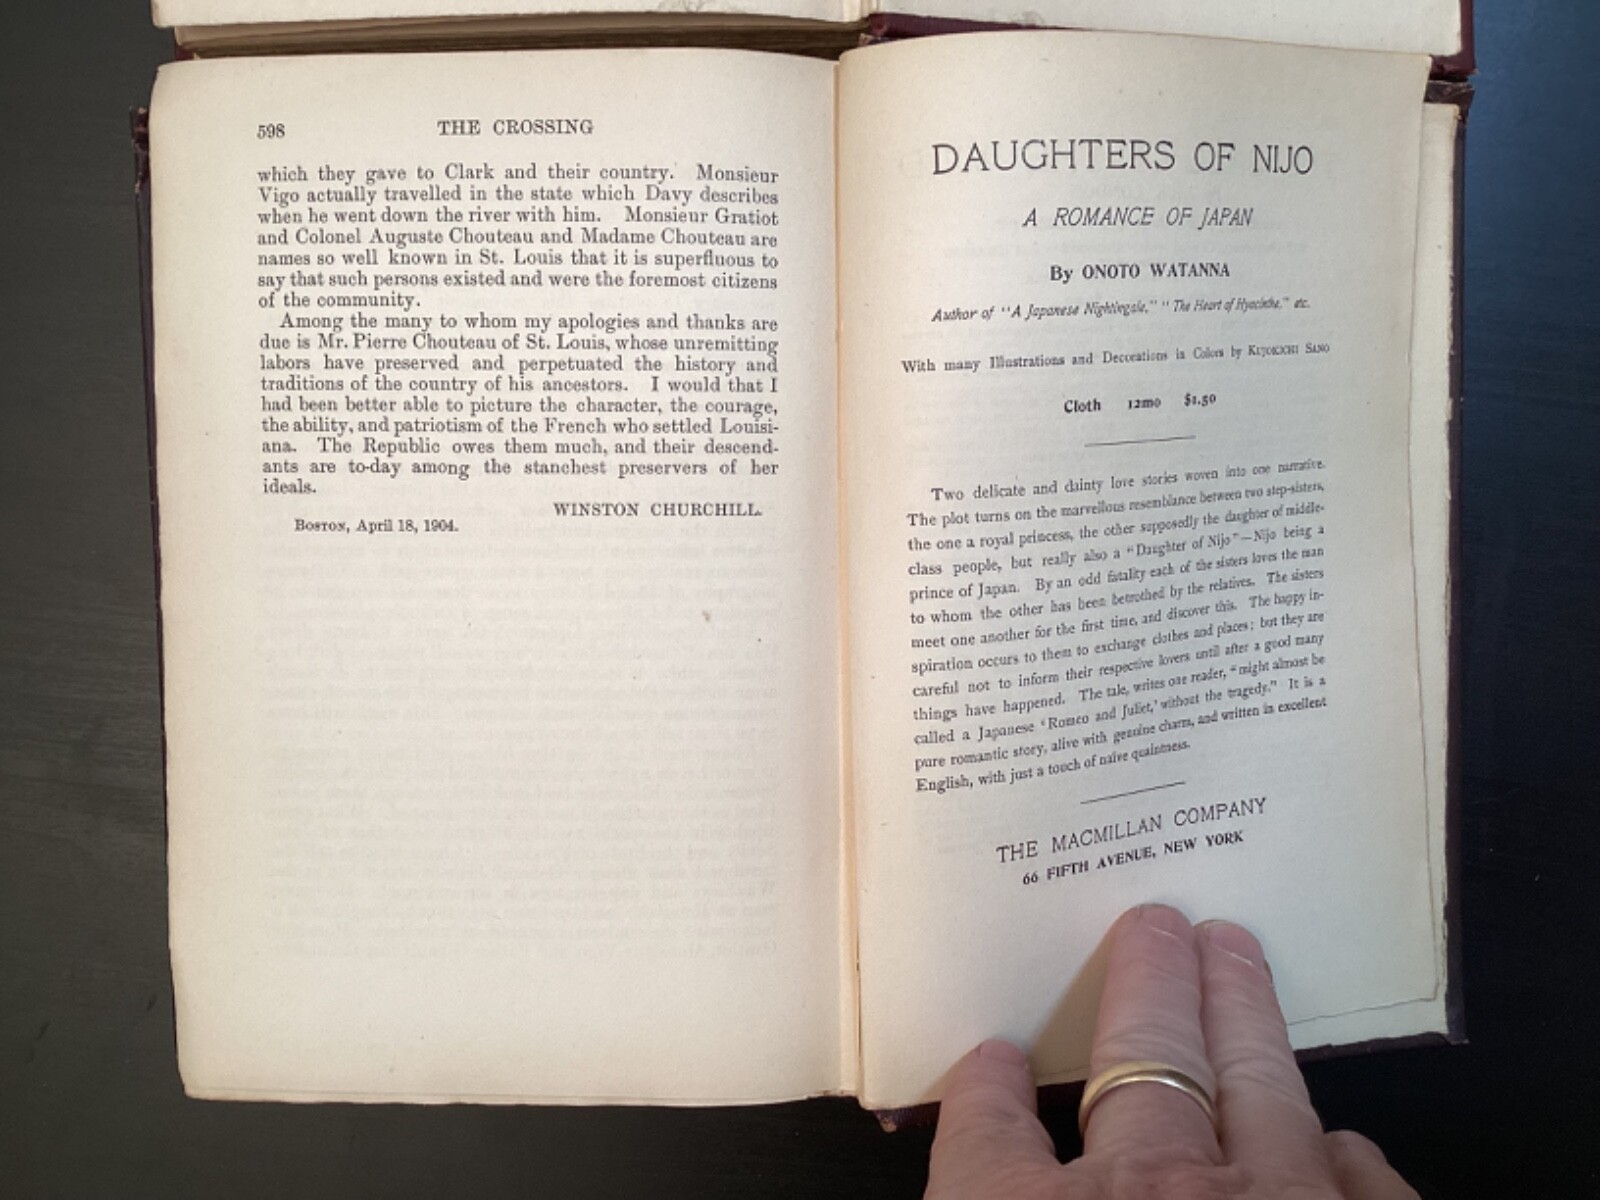 598
THE CROSSING
which they gave to Clark and their country. Monsieur
Vigo actually travelled in the state which Davy describes
when he went down the river with him. Monsieur Gratiot
and Colonel Auguste Chouteau and Madame Chouteau are
names so well known in St. Louis that it is superfluous to
say that such persons existed and were the foremost citizens
of the community.
Among the many to whom my apologies and thanks are
due is Mr. Pierre Chouteau of St. Louis, whose unremitting
labors have preserved and perpetuated the history and
traditions of the country of his ancestors. I would that I
had been better able to picture the character, the courage,
the ability, and patriotism of the French who settled Louisi-
ana. The Republic owes them much, and their descend-
ants are to-day among the stanchest preservers of her
ideals.
WINSTON CHURCHILL.
BOSTON, April 18, 1904.
DAUGHTERS OF NIJO
A ROMANCE OF JAPAN
By ONOTO WATANNA
Author of "A Japanese Nightingale," "The Heart of Hyacinthe," etc.
With many Illustrations and Decorations in Colors by KIYOKICHI SANO
Cloth 12mo $1.50
Two delicate and dainty love stories woven into one narrative.
The plot turns on the marvellous resemblance between two step-sisters,
the one a royal princess, the other supposedly the daughter of middle-
class people, but really also a "Daughter of Nijo"—Nijo being a
prince of Japan. By an odd fatality each of the sisters loves the man
to whom the other has been betrothed by the relatives. The sisters
meet one another for the first time, and discover this. The happy in-
spiration occurs to them to exchange clothes and places; but they are
careful not to inform their respective lovers until after a good many
things have happened. The tale, writes one reader, "might almost be
called a Japanese 'Romeo and Juliet,' without the tragedy." It is a
pure romantic story, alive with genuine charm, and written in excellent
English, with just a touch of naïve quaintness.
THE MACMILLAN COMPANY
66 FIFTH AVENUE, NEW YORK